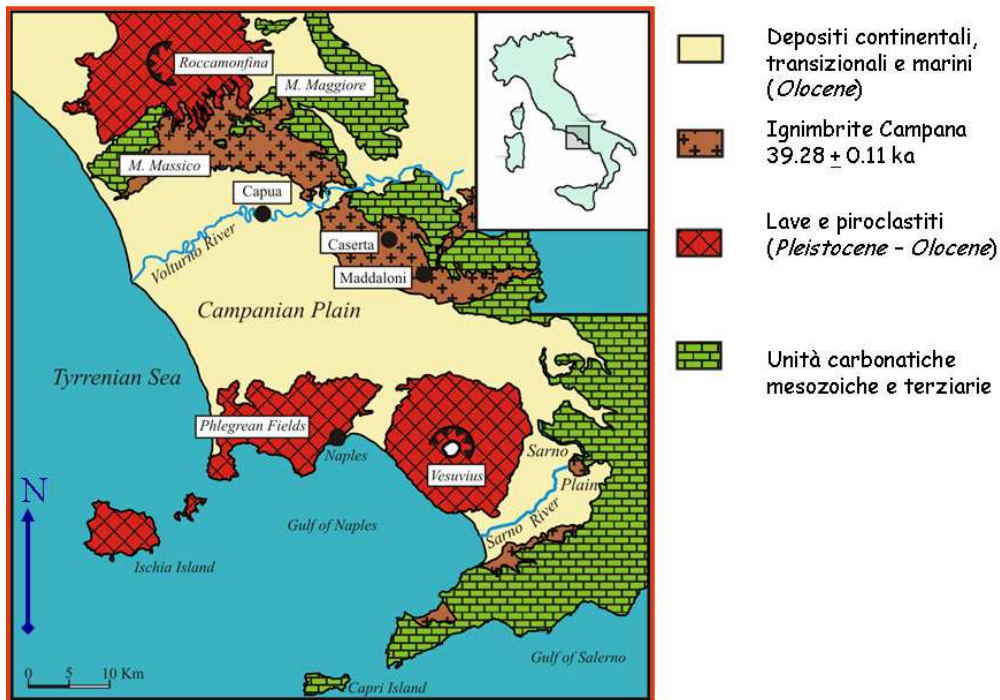 Roccamonfina
M. Maggiore
M. Massico
Capua
Volturno River
Caserta
Maddaloni
Campanian Plain
Tyrrenian Sea
Phlegrean Fields
Naples
Vesuvius
Sarno
Plain
Sarno River
Gulf of Naples
N
Ischia Island
Gulf of Salerno
0 5 10 Km
Capri Island
Depositi continentali,
transizionali e marini
(Olocene)
Ignimbrite Campana
39.28 ± 0.11 ka
Lave e piroclastiti
(Pleistocene – Olocene)
Unità carbonatiche
mesozoiche e terziarie